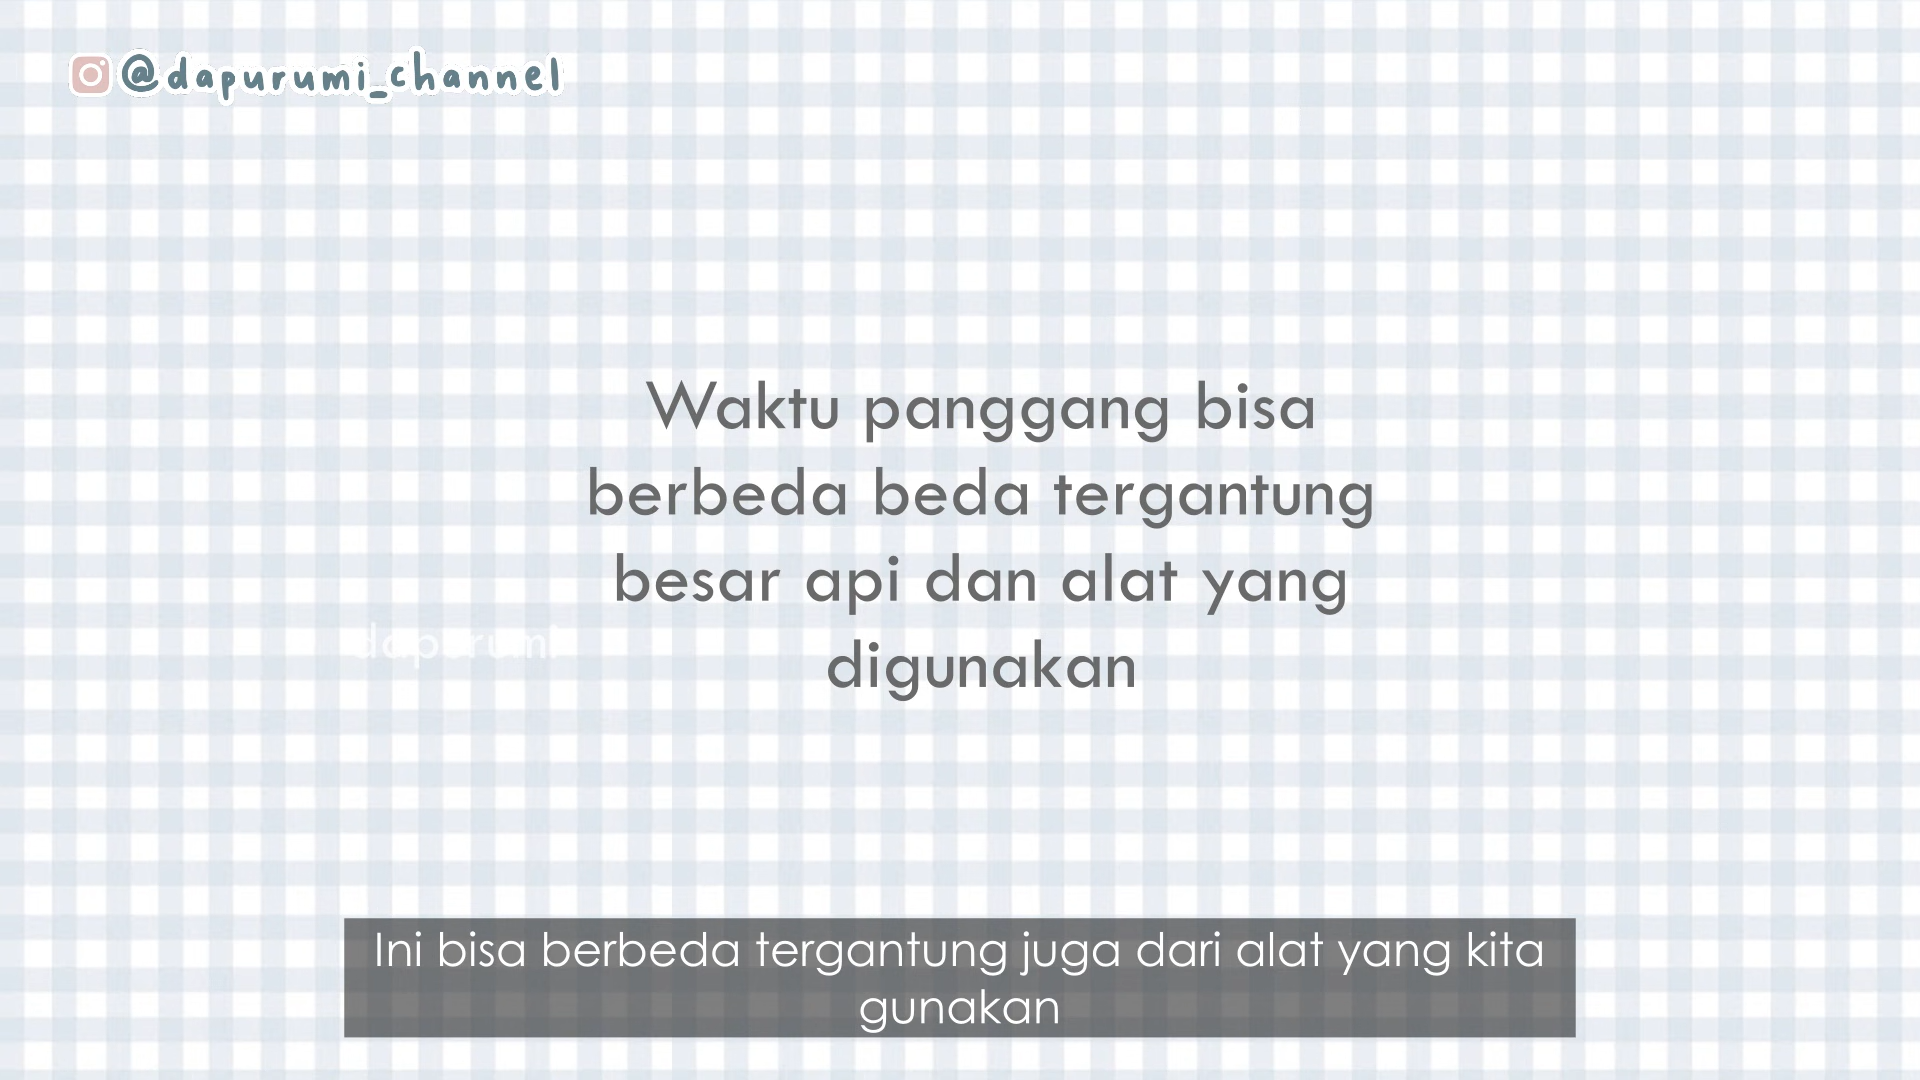 @dapurumi_channel
Waktu panggang bisa
berbeda beda tergantung
besar api dan alat yang
dapurumi
digunakan
Ini bisa berbeda tergantung juga dari alat yang kita
gunakan